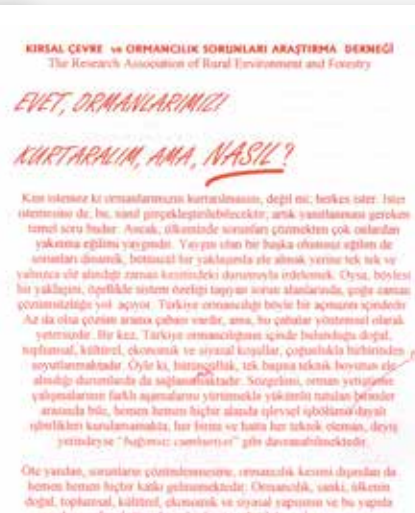 KIRSAL ÇEVRE ve ORMANCILIK SORUNLARI ARAŞTIRMA DERNEĞİ
The Research Association of Rural Environment and Forestry
EVET, ORMANLARIMIZI
KURTARALIM, AMA, NASIL?
Kim istemez ki ormanlarımızın kurtarılmasını, değil mi, herkes ister. İster
istemesine de, bu, nasıl gerçekleştirilebilecektir, artık yanıtlanması gereken
temel soru budur. Ancak, ülkemizde sorunları çözmekten çok onlardan
yakınma eğilimi yaygındır. Yaygın olan bir başka olumsuz eğilim de
sorunları dinamik, bütüncül bir yaklaşımla ele almak yerine tek tek ve
yalnızca ele alındığı zaman kesitindeki durumuyla irdelemek. Oysa, böylesi
bir yaklaşım, özellikle sistem özelliği taşıyan sorun alanlarında, çoğu zaman
çözümsüzlüğe yol açıyor. Türkiye ormancılığı böyle bir açmazın içindedir.
Az da olsa çözüm arama çabası vardır, ama, bu çabalar yöntemsel olarak
yetersizdir. Bir kez, Türkiye ormancılığının içinde bulunduğu doğal,
toplumsal, kültürel, ekonomik ve siyasal koşullar, çoğunlukla birbirinden
soyutlanmaktadır. Öyle ki, tek başına teknik boyutun ele
alındığı durumlarda da sağlanamaktadır. Sözgelimi, orman yetiştirme
çalışmalarının farklı aşamalarını yürütmekle yükümlü tutulan birimler
arasında bile, hemen hemen hiçbir alanda işlevsel işbölümü dayalı
işbirlikleri kurulamamakta, her birim ve hatta her teknik eleman, deyiş
yerindeyse "bağımsız cumhuriyet" gibi davranabilmektedir.
Öte yandan, sorunların çözümlenmesine, ormancılık kesimi dışından da
hemen hemen hiçbir katkı gelmemektedir. Ormancılık, sanki, ülkenin
doğal, toplumsal, kültürel, ekonomik ve siyasal yapısının ve bu yapıda